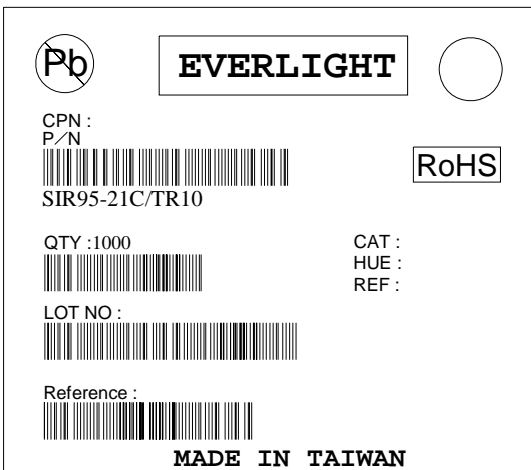 Pb
EVERLIGHT
CPN :
P/N
RoHS
SIR95-21C/TR10
QTY :1000
CAT :
HUE :
REF :
LOT NO :
Reference :
MADE IN TAIWAN